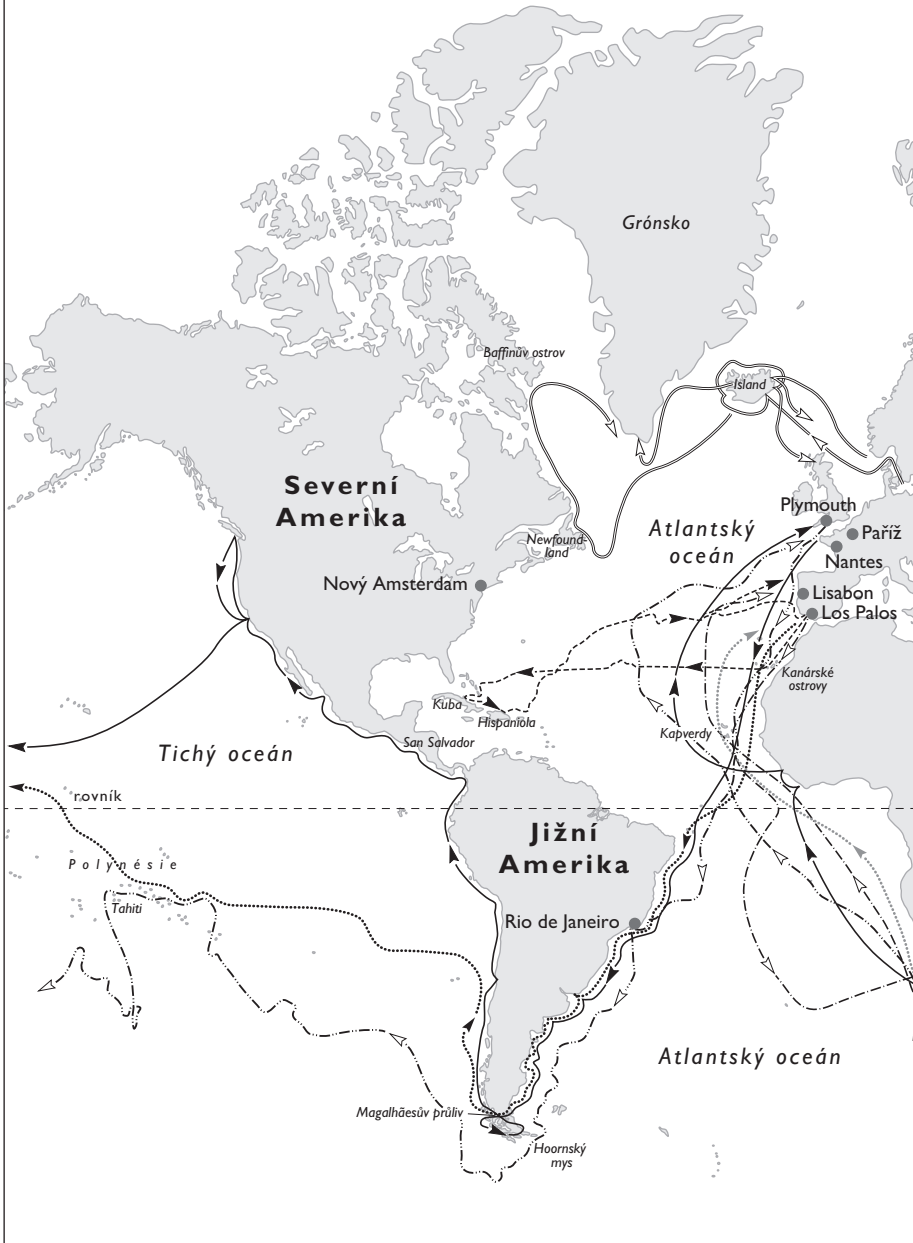 Grónsko
Baffinův ostrov
Island
Severní
Amerika
Plymouth
Atlantský
oceán
Paříž
Newfound-
land
Nantes
Nový Amsterdam
Lisabon
Los Palos
Kanárské
ostrovy
Kuba
Hispaniola
Kapverdy
San Salvador
Tichý oceán
rovník
Jižní
Amerika
Polynésie
Tahiti
Rio de Janeiro
Atlantský oceán
Magalhãesův průliv
Hoornský
mys